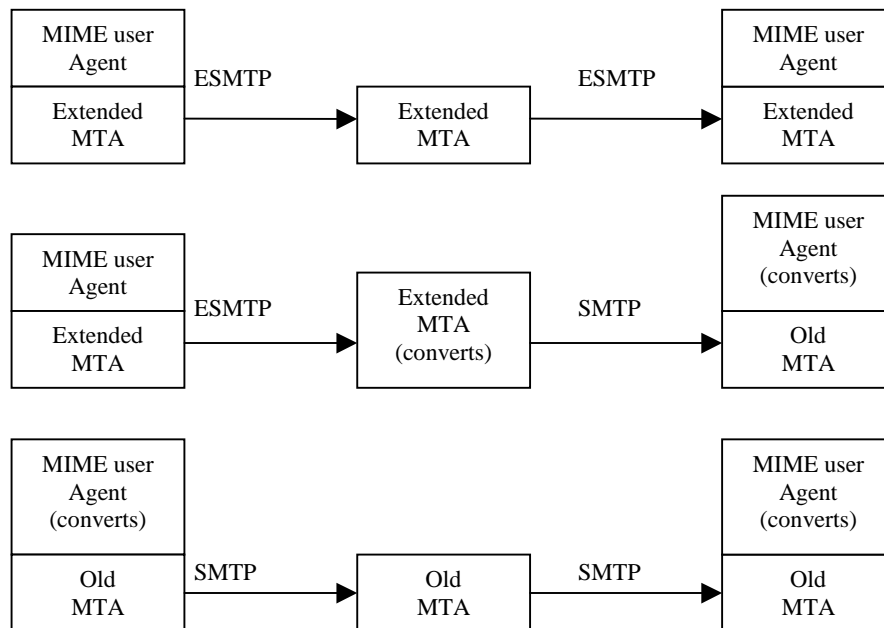 MIME user
Agent
Extended
MTA
ESMTP
Extended
MTA
ESMTP
MIME user
Agent
Extended
MTA
MIME user
Agent
Extended
MTA
ESMTP
Extended
MTA
(converts)
SMTP
MIME user
Agent
(converts)
Old
MTA
MIME user
Agent
(converts)
Old
MTA
SMTP
Old
MTA
SMTP
MIME user
Agent
(converts)
Old
MTA